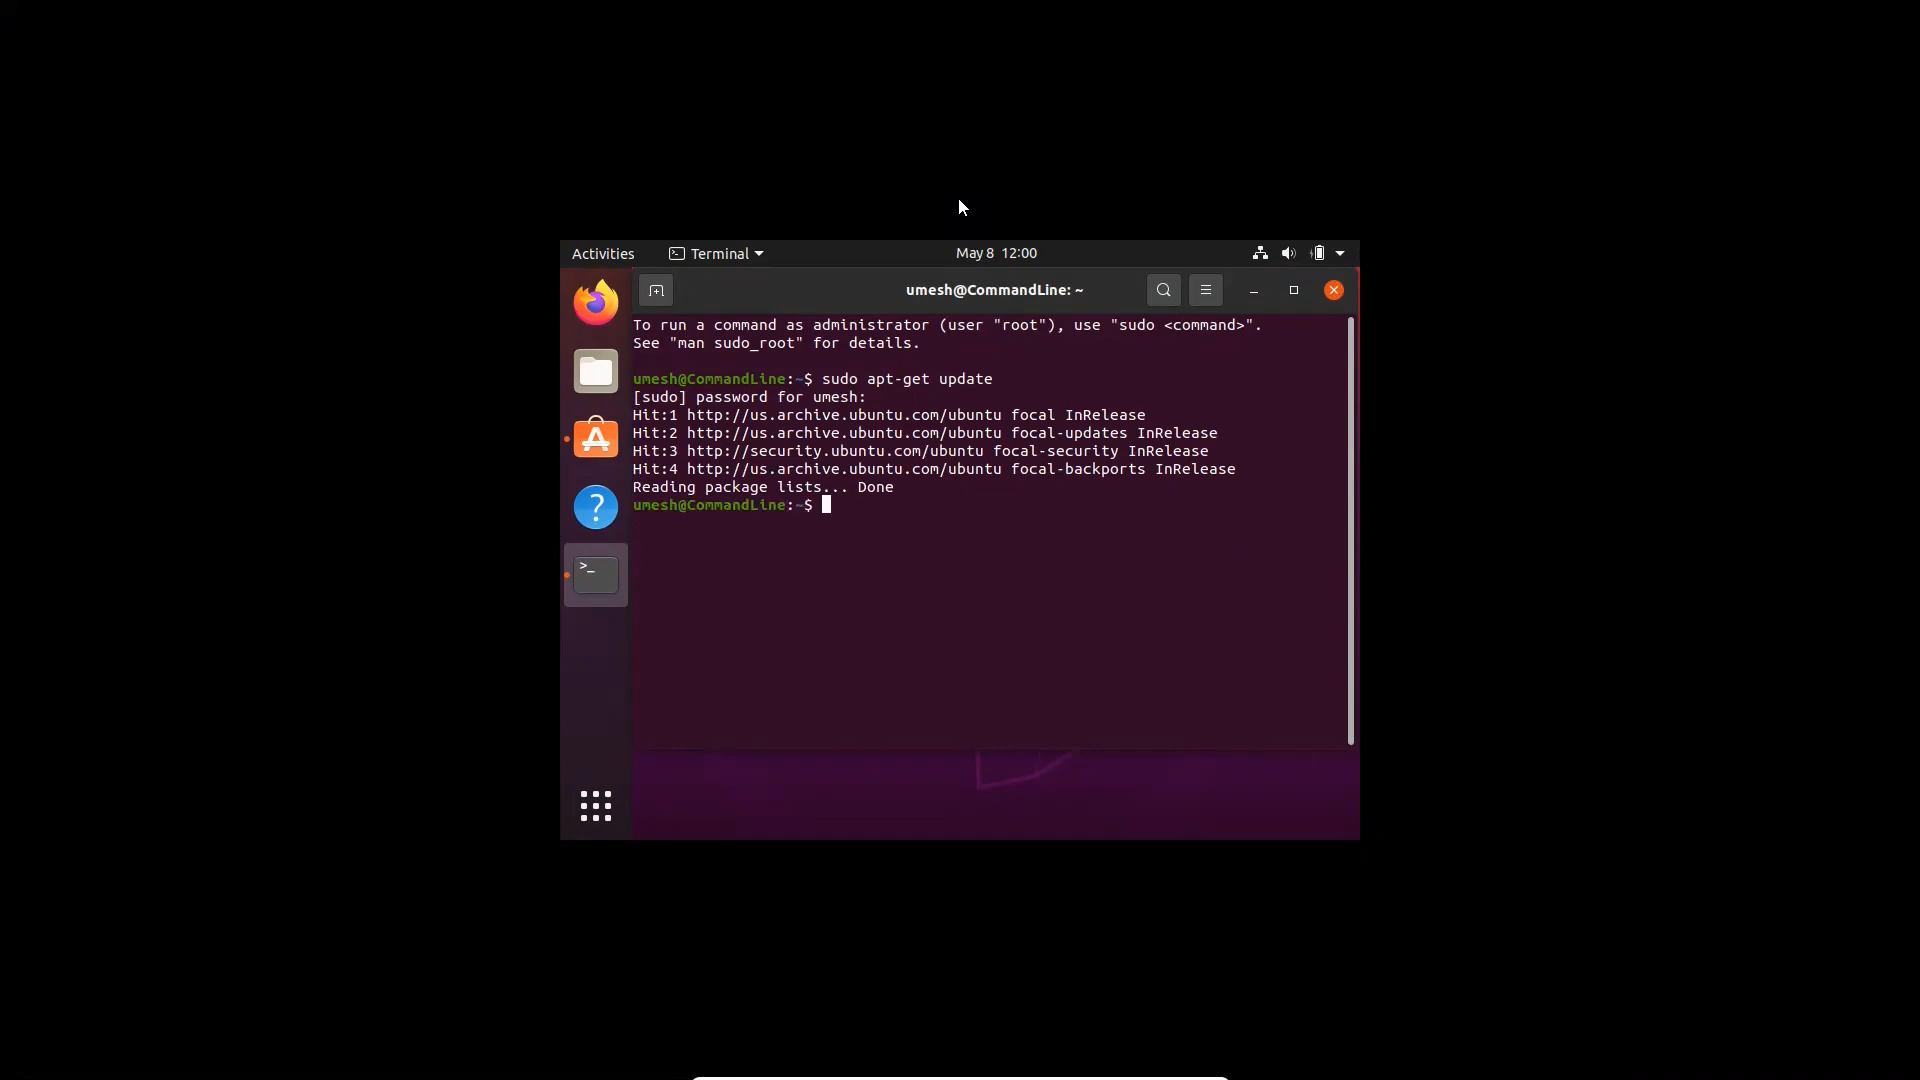 Activities Terminal May 8 12:00
umesh@CommandLine: ~
To run a command as administrator (user "root"), use "sudo <command>".
See "man sudo_root" for details.
umesh@CommandLine:~$ sudo apt-get update
[sudo] password for umesh:
Hit:1 http://us.archive.ubuntu.com/ubuntu focal InRelease
Hit:2 http://us.archive.ubuntu.com/ubuntu focal-updates InRelease
Hit:3 http://security.ubuntu.com/ubuntu focal-security InRelease
Hit:4 http://us.archive.ubuntu.com/ubuntu focal-backports InRelease
Reading package lists... Done
umesh@CommandLine:~$